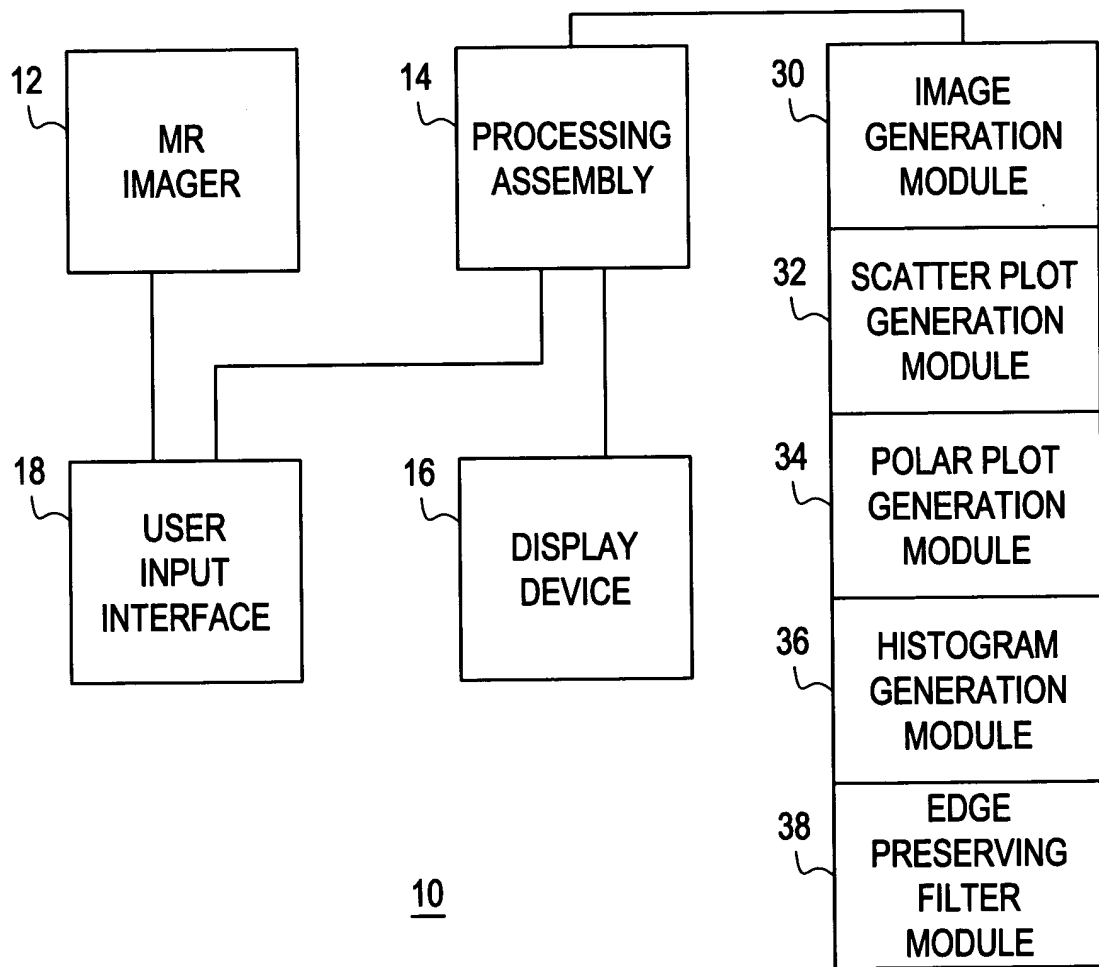 12
MR
IMAGER
14
PROCESSING
ASSEMBLY
30
IMAGE
GENERATION
MODULE
32
SCATTER PLOT
GENERATION
MODULE
18
USER
INPUT
INTERFACE
16
DISPLAY
DEVICE
34
POLAR PLOT
GENERATION
MODULE
36
HISTOGRAM
GENERATION
MODULE
38
EDGE
PRESERVING
FILTER
MODULE
10